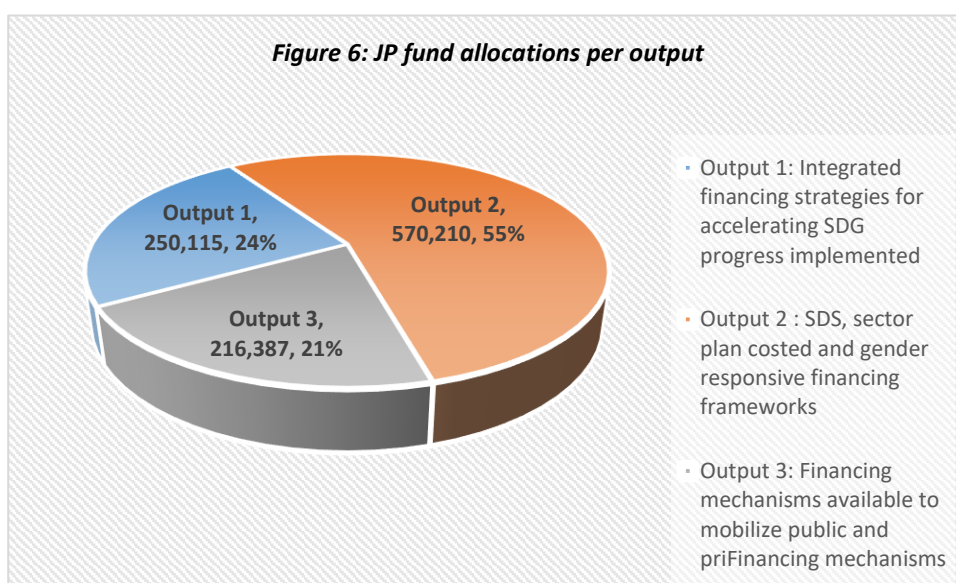 Figure 6: JP fund allocations per output
Output 1,
250,115, 24%
Output 2,
570,210, 55%
Output 3,
216,387, 21%
Output 1: Integrated
financing strategies for
accelerating SDG
progress implemented
Output 2 : SDS, sector
plan costed and gender
responsive financing
frameworks
Output 3: Financing
mechanisms available to
mobilize public and
priFinancing mechanisms